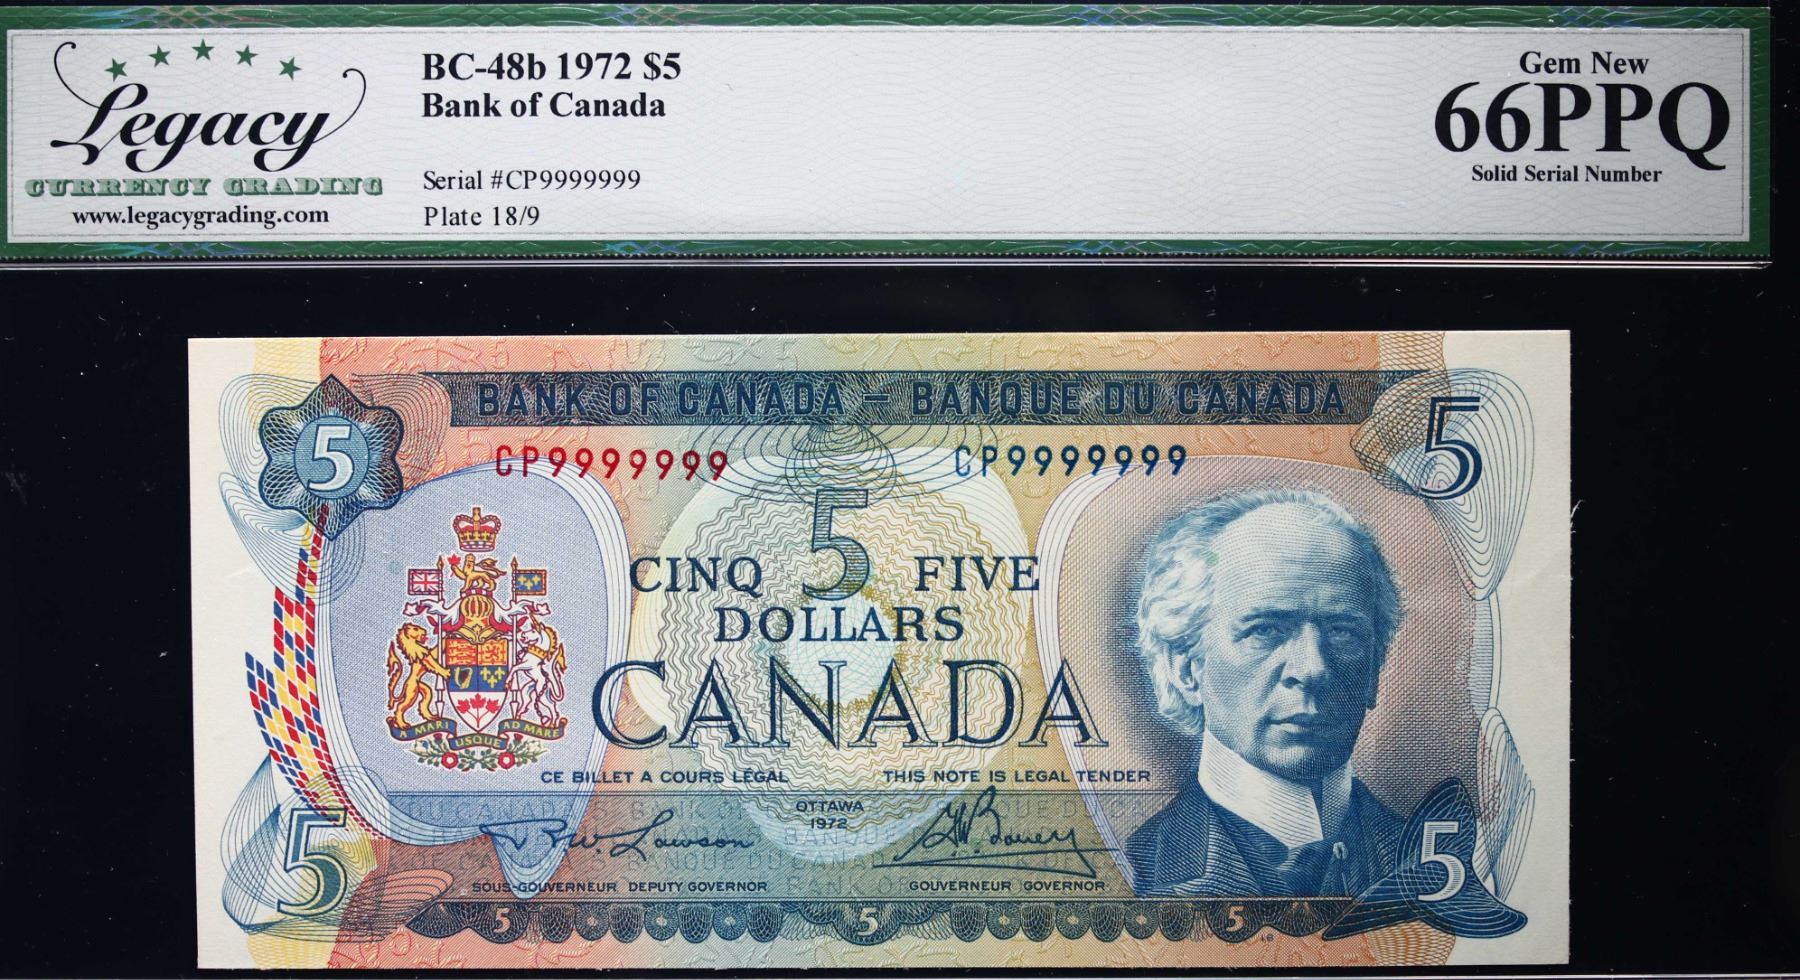 Legacy
CURRENCY GRADING
www.legacygrading.com
BC-48b 1972 $5
Bank of Canada
Serial #CP9999999
Plate 18/9
Gem New
66PPQ
Solid Serial Number
BANK OF CANADA – BANQUE DU CANADA
5
5
CP9999999
CP9999999
5
CINQ
FIVE
DOLLARS
CANADA
A MARI USQUE AD MARE
CE BILLET A COURS LÉGAL
THIS NOTE IS LEGAL TENDER
OTTAWA
1972
R.W. Lawson
G.K. Bouey
SOUS-GOUVERNEUR DEPUTY GOVERNOR
GOUVERNEUR GOVERNOR
5
5
5
5
5